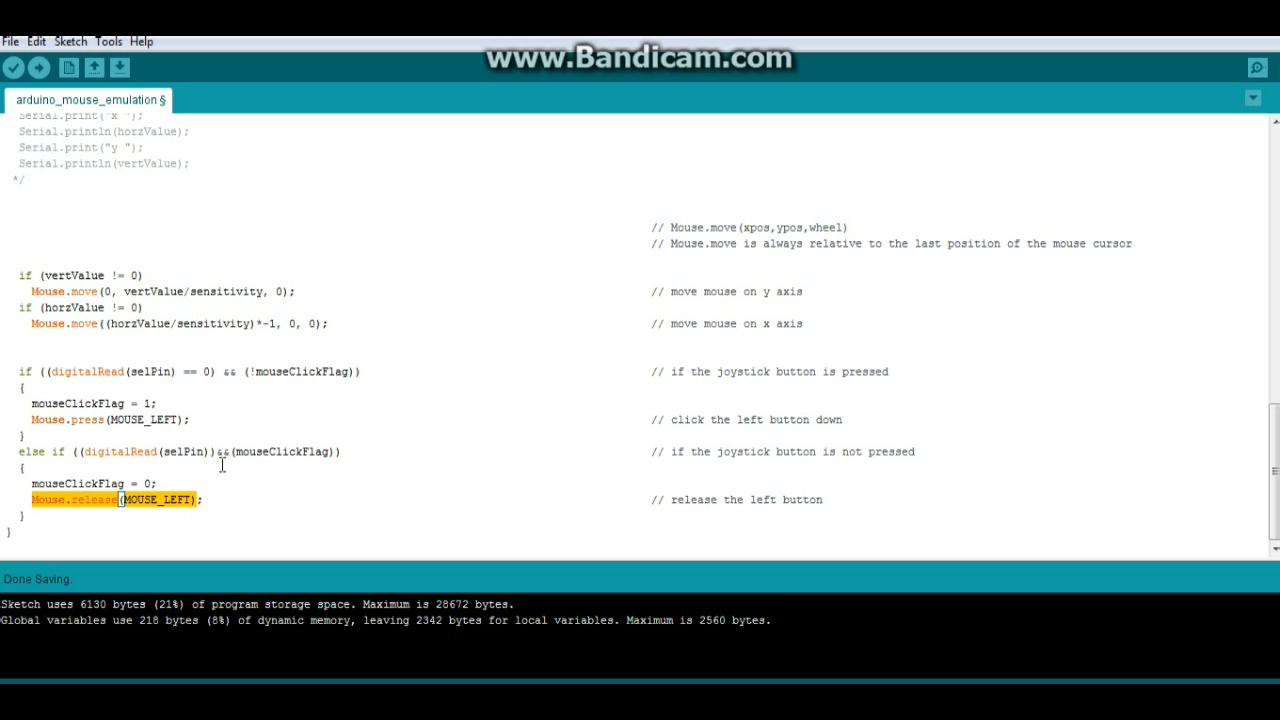 www.Bandicam.com
File Edit Sketch Tools Help
arduino_mouse_emulation §
Serial.print("x ");
Serial.println(horzValue);
Serial.print("y ");
Serial.println(vertValue);
*/
// Mouse.move(xpos,ypos,wheel)
// Mouse.move is always relative to the last position of the mouse cursor
if (vertValue != 0)
Mouse.move(0, vertValue/sensitivity, 0); // move mouse on y axis
if (horzValue != 0)
Mouse.move((horzValue/sensitivity)*-1, 0, 0); // move mouse on x axis
if ((digitalRead(selPin) == 0) && (!mouseClickFlag)) // if the joystick button is pressed
{
mouseClickFlag = 1;
Mouse.press(MOUSE_LEFT); // click the left button down
}
else if ((digitalRead(selPin))&&(mouseClickFlag)) // if the joystick button is not pressed
{
mouseClickFlag = 0;
Mouse.release(MOUSE_LEFT); // release the left button
}
}
Done Saving.
Sketch uses 6130 bytes (21%) of program storage space. Maximum is 28672 bytes.
Global variables use 218 bytes (8%) of dynamic memory, leaving 2342 bytes for local variables. Maximum is 2560 bytes.